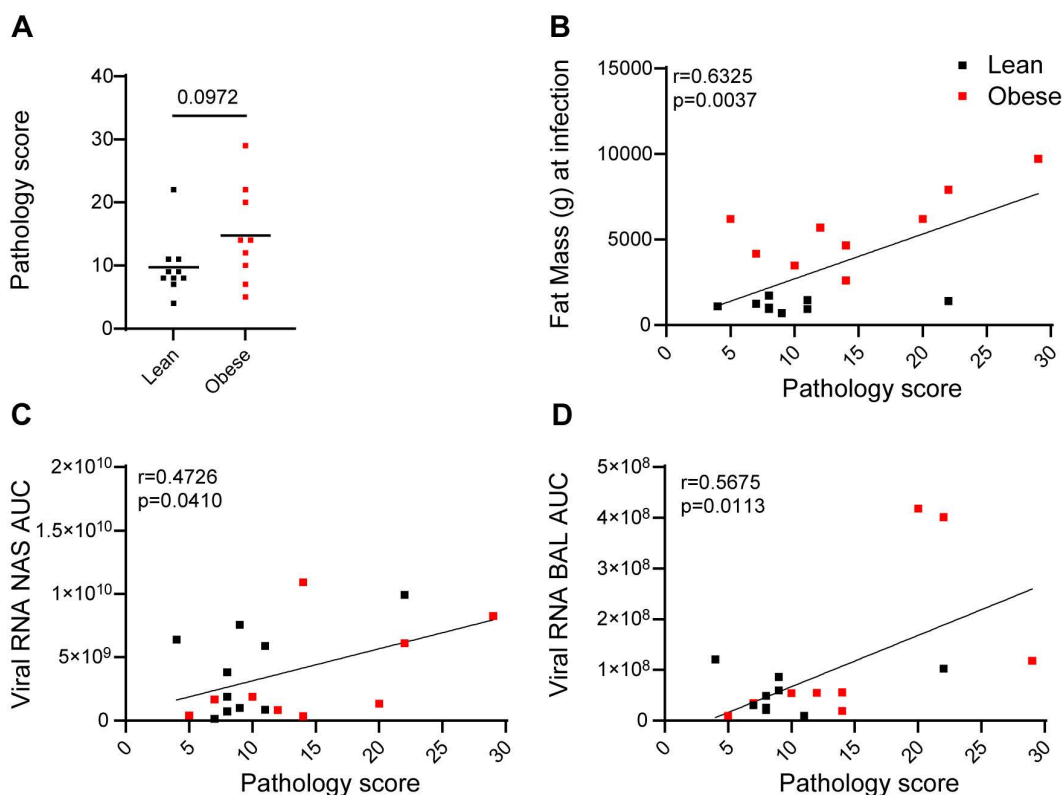 A
Pathology score
40
30
20
10
0
0.0972
Lean
Obese
B
Fat Mass (g) at infection
15000
10000
5000
0
r=0.6325
p=0.0037
Lean
Obese
0 5 10 15 20 25 30
Pathology score
C
Viral RNA NAS AUC
2×10¹⁰
1.5×10¹⁰
1×10¹⁰
5×10⁹
0
r=0.4726
p=0.0410
0 5 10 15 20 25 30
Pathology score
D
Viral RNA BAL AUC
5×10⁸
4×10⁸
3×10⁸
2×10⁸
1×10⁸
0
r=0.5675
p=0.0113
0 5 10 15 20 25 30
Pathology score